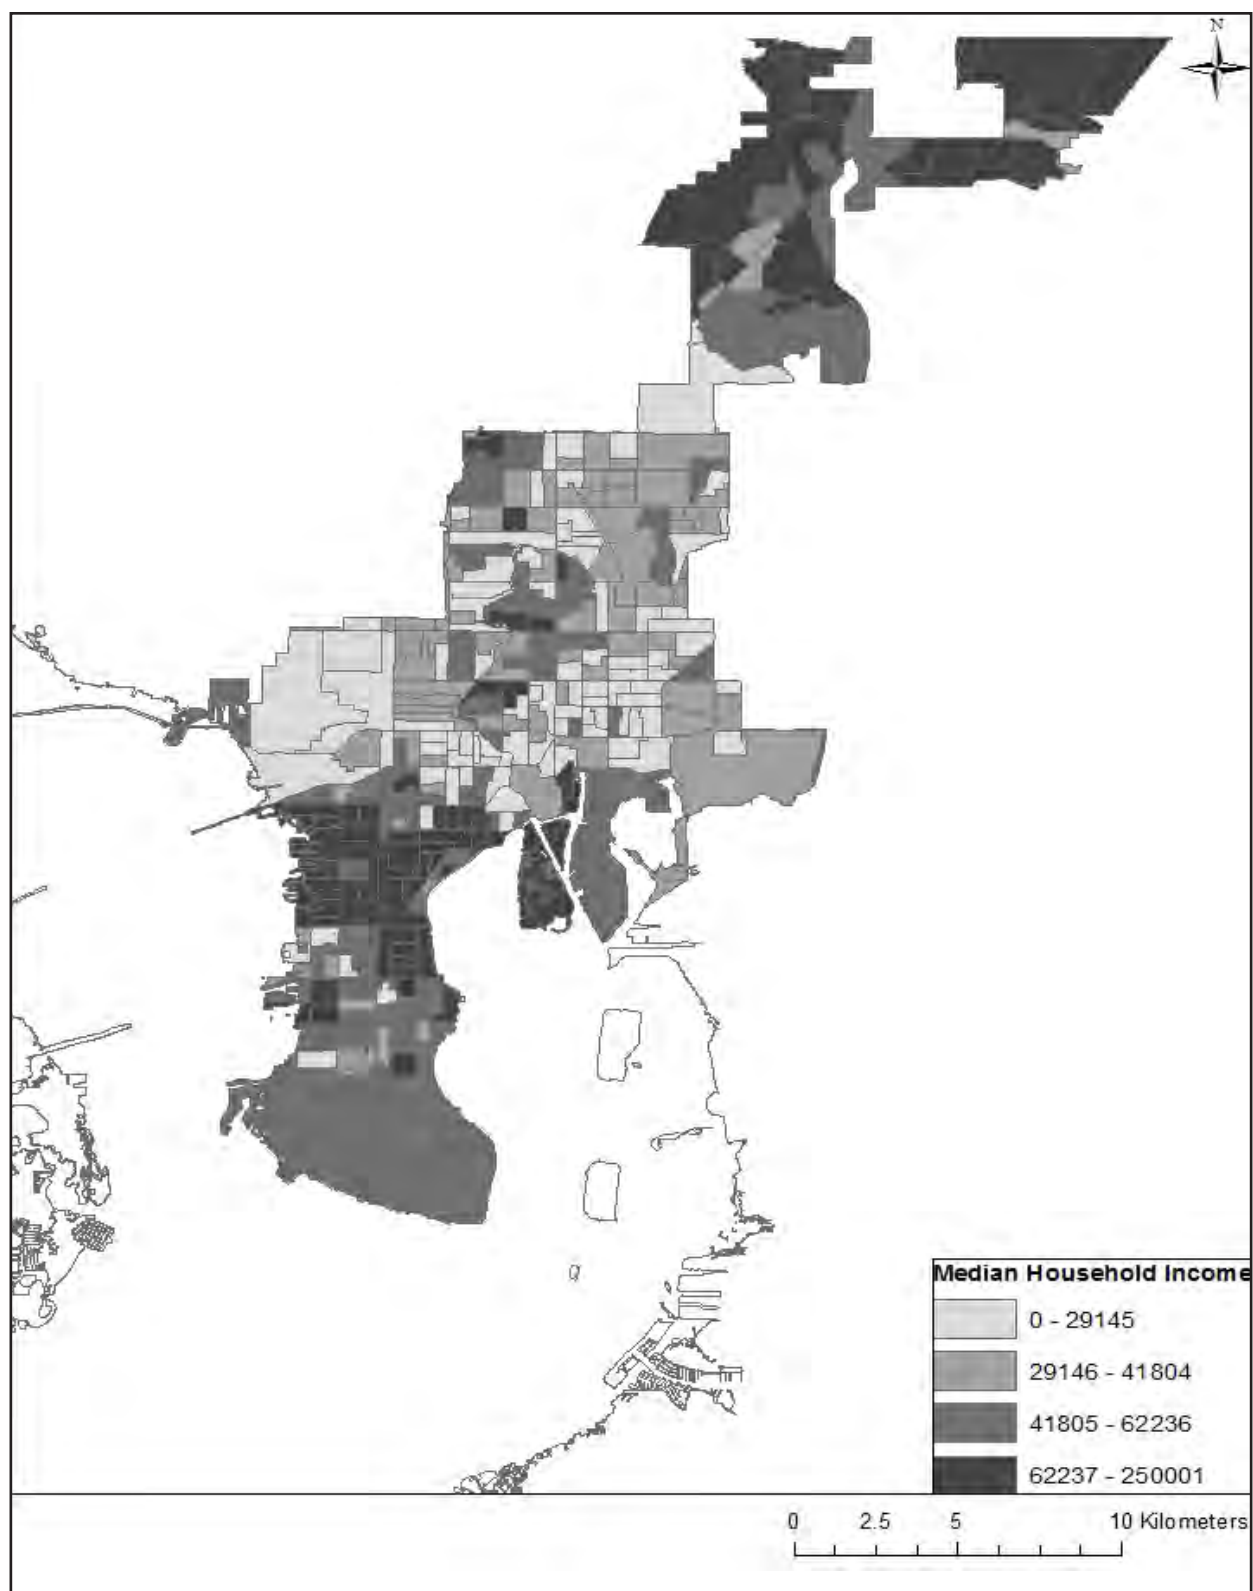 N
Median Household Income
0 - 29145
29146 - 41804
41805 - 62236
62237 - 250001
0 2.5 5 10 Kilometers